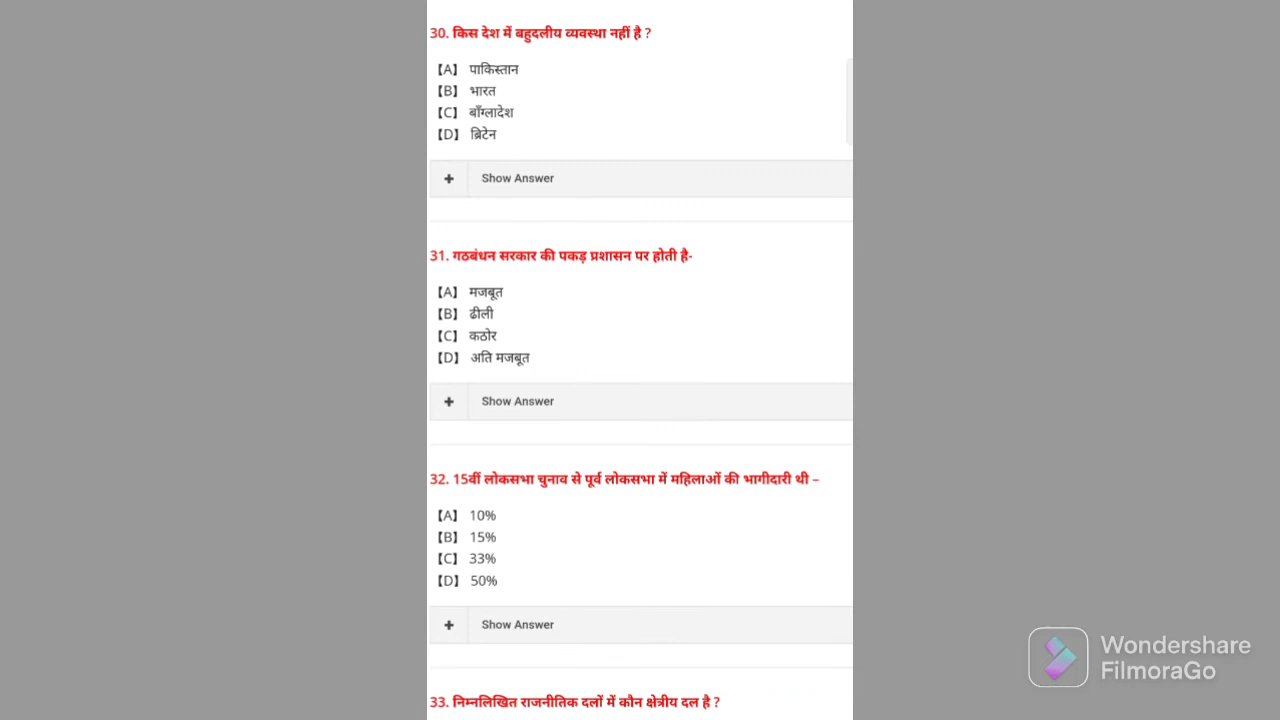 30. किस देश में बहुदलीय व्यवस्था नहीं है ?
【A】 पाकिस्तान
【B】 भारत
【C】 बाँग्लादेश
【D】 ब्रिटेन
+ Show Answer
31. गठबंधन सरकार की पकड़ प्रशासन पर होती है-
【A】 मजबूत
【B】 ढीली
【C】 कठोर
【D】 अति मजबूत
+ Show Answer
32. 15वीं लोकसभा चुनाव से पूर्व लोकसभा में महिलाओं की भागीदारी थी –
【A】 10%
【B】 15%
【C】 33%
【D】 50%
+ Show Answer
33. निम्नलिखित राजनीतिक दलों में कौन क्षेत्रीय दल है ?
Wondershare
FilmoraGo